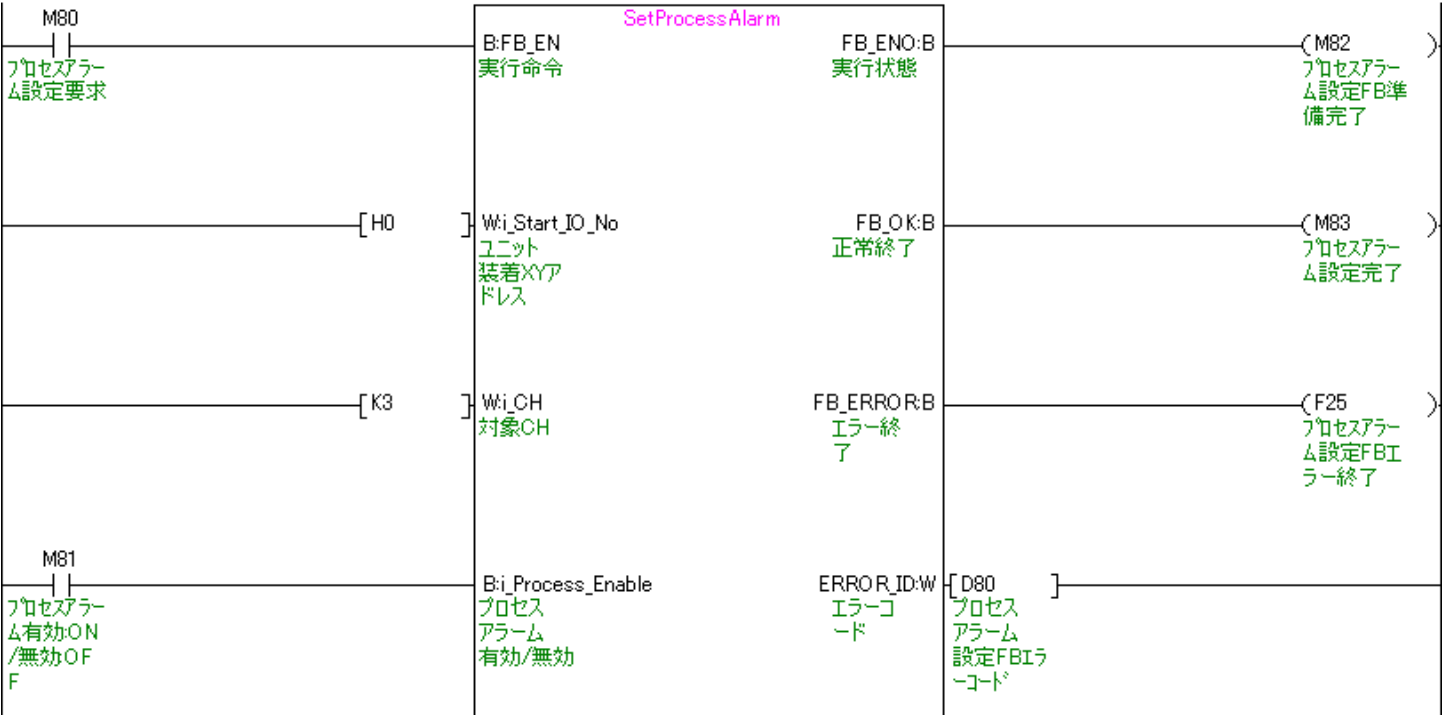 SetProcessAlarm
M80
B:FB_EN
FB_ENO:B
M82
プロセスアラー
ム設定要求
実行命令
実行状態
プロセスアラー
ム設定FB準
備完了
H0
W:i_Start_IO_No
FB_OK:B
M83
ユニット
装着XYア
ドレス
正常終了
プロセスアラー
ム設定完了
K3
W:i_CH
FB_ERROR:B
F25
対象CH
エラー終
了
プロセスアラー
ム設定FBエ
ラー終了
M81
B:i_Process_Enable
ERROR_ID:W
D80
プロセスアラー
ム有効:ON
/無効:OF
F
プロセス
アラーム
有効/無効
エラーコ
ード
プロセス
アラーム
設定FBエラ
ーコード